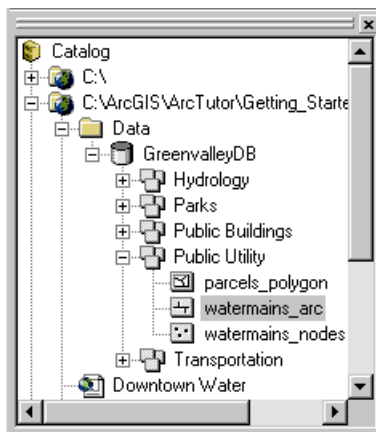 Catalog
C:\
C:\ArcGIS\ArcTutor\Getting_Starte
Data
GreenvalleyDB
Hydrology
Parks
Public Buildings
Public Utility
parcels_polygon
watermains_arc
watermains_nodes
Transportation
Downtown Water